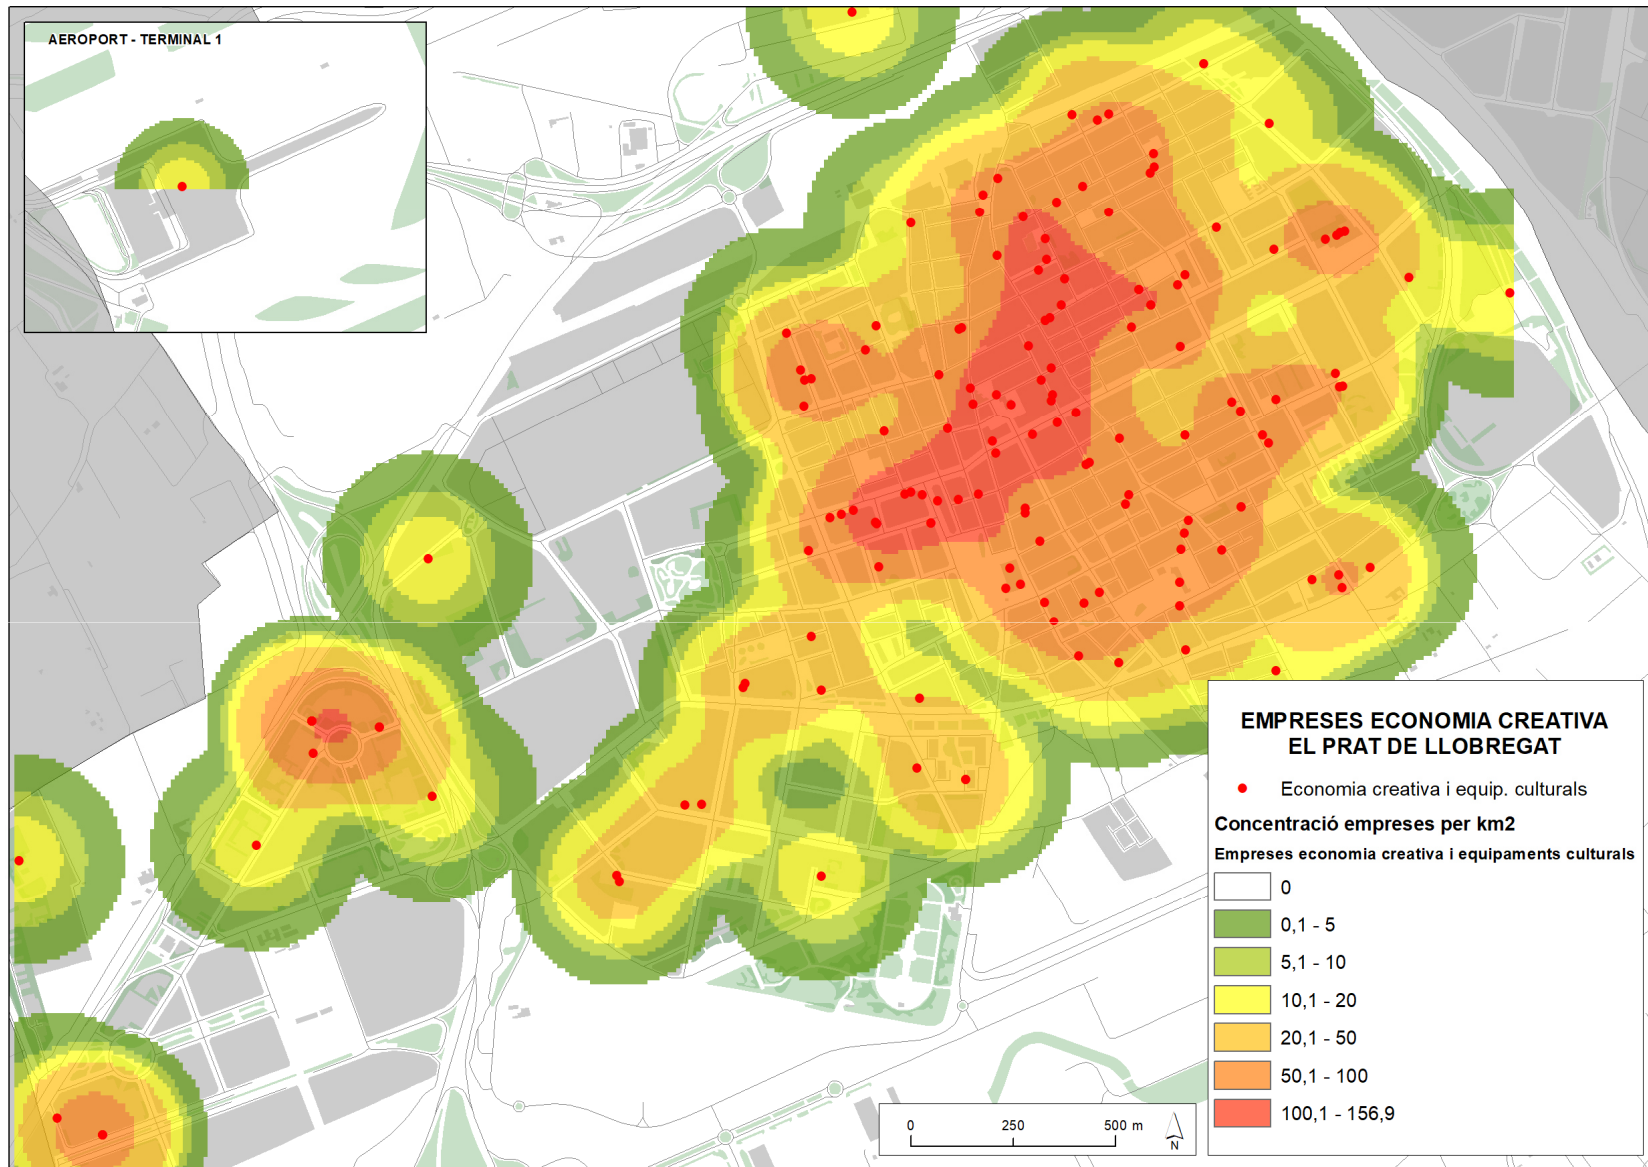 AEROPORT - TERMINAL 1
EMPRESES ECONOMIA CREATIVA
EL PRAT DE LLOBREGAT
Economia creativa i equip. culturals
Concentració empreses per km2
Empreses economia creativa i equipaments culturals
0
0,1 - 5
5,1 - 10
10,1 - 20
20,1 - 50
50,1 - 100
100,1 - 156,9
0 250 500 m
N